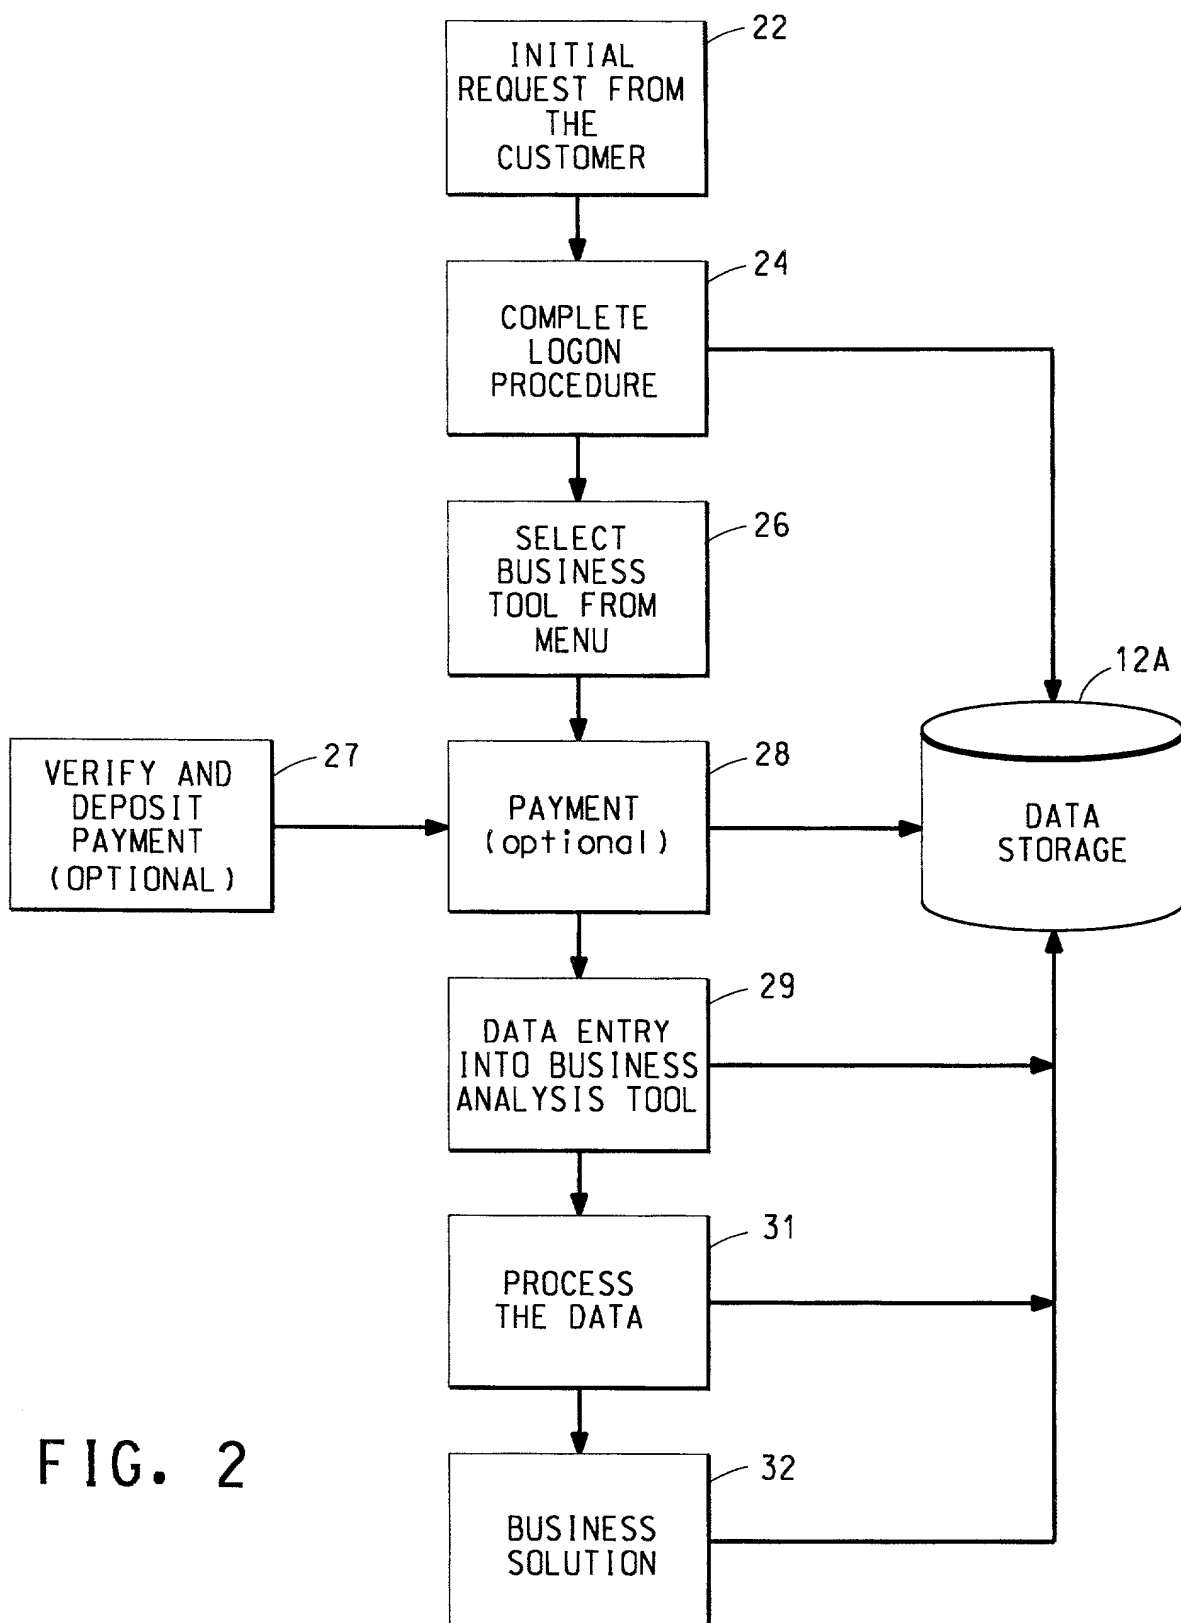 22
INITIAL
REQUEST FROM
THE
CUSTOMER
24
COMPLETE
LOGON
PROCEDURE
26
SELECT
BUSINESS
TOOL FROM
MENU
12A
27
VERIFY AND
DEPOSIT
PAYMENT
(OPTIONAL)
28
PAYMENT
(optional)
DATA
STORAGE
29
DATA ENTRY
INTO BUSINESS
ANALYSIS TOOL
31
PROCESS
THE DATA
FIG. 2
32
BUSINESS
SOLUTION